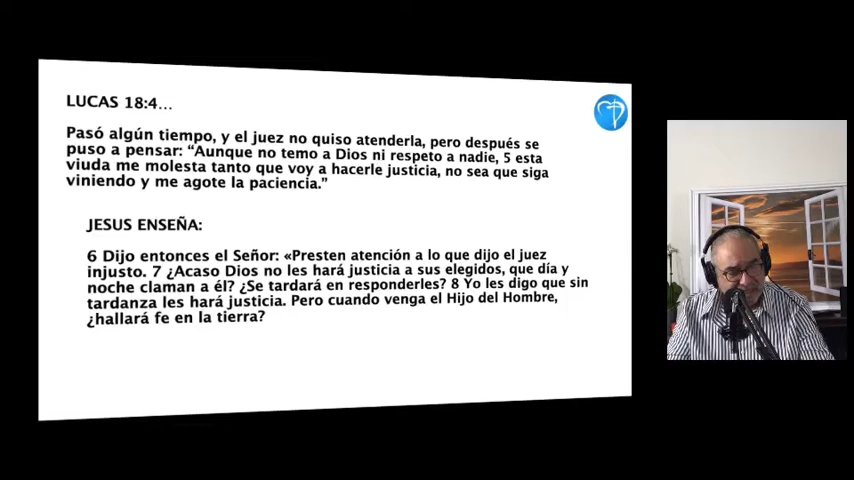 LUCAS 18:4...
Pasó algún tiempo, y el juez no quiso atenderla, pero después se
puso a pensar: “Aunque no temo a Dios ni respeto a nadie, 5 esta
viuda me molesta tanto que voy a hacerle justicia, no sea que siga
viniendo y me agote la paciencia.”
JESUS ENSEÑA:
6 Dijo entonces el Señor: «Presten atención a lo que dijo el juez
injusto. 7 ¿Acaso Dios no les hará justicia a sus elegidos, que día y
noche claman a él? ¿Se tardará en responderles? 8 Yo les digo que sin
tardanza les hará justicia. Pero cuando venga el Hijo del Hombre,
¿hallará fe en la tierra?